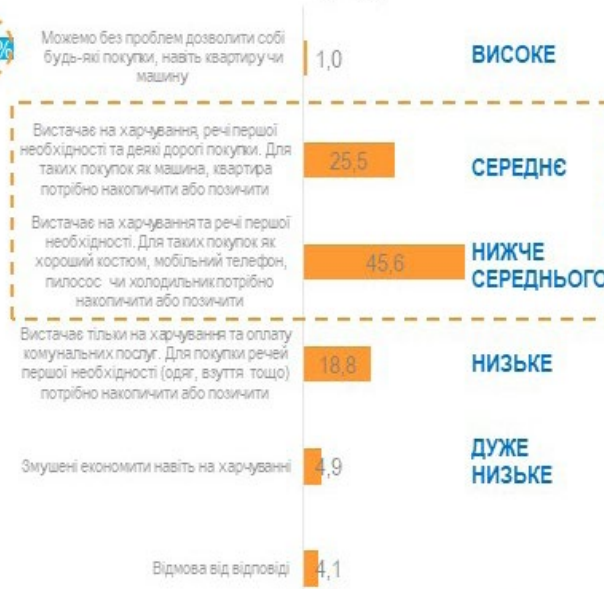 %
Можемо без проблем дозволити собі
будь-які покупки, навіть квартиру чи
машину
1,0
ВИСОКЕ
Вистачає на харчування, речі першої
необхідності та деякі дорогі покупки. Для
таких покупок як машина, квартира
потрібно накопичити або позичити
25,5
СЕРЕДНЄ
Вистачає на харчування та речі першої
необхідності. Для таких покупок як
хороший костюм, мобільний телефон,
пилосос чи холодильник потрібно
накопичити або позичити
45,6
НИЖЧЕ
СЕРЕДНЬОГО
Вистачає тільки на харчування та оплату
комунальних послуг. Для покупки речей
першої необхідності (одяг, взуття тощо)
потрібно накопичити або позичити
18,8
НИЗЬКЕ
Змушені економити навіть на харчуванні
4,9
ДУЖЕ
НИЗЬКЕ
Відмова від відповіді
4,1